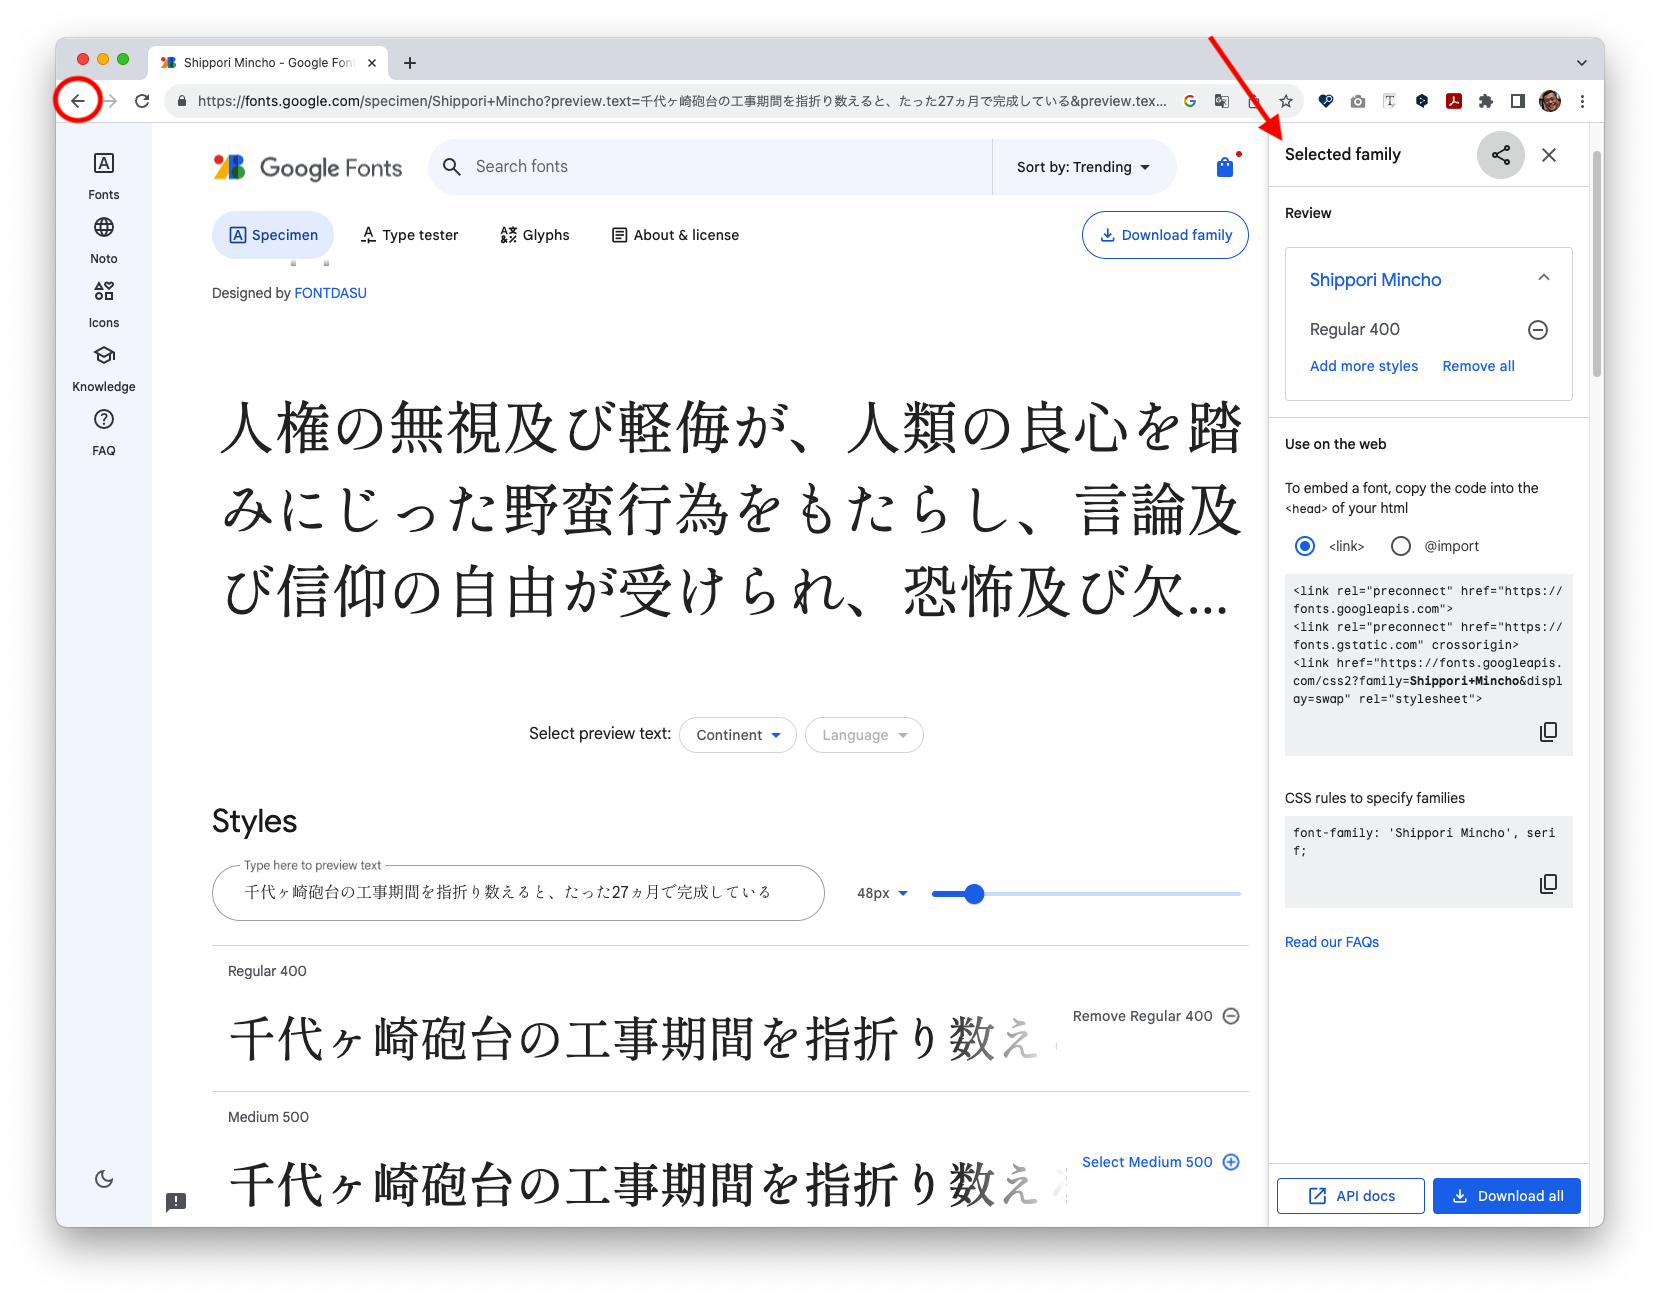 Shippori Mincho - Google Fon
https://fonts.google.com/specimen/Shippori+Mincho?preview.text=千代ヶ崎砲台の工事期間を指折り数えると、たった27ヵ月で完成している&preview.tex...
Fonts
Noto
Icons
Knowledge
FAQ
Google Fonts
Search fonts
Sort by: Trending
Specimen
Type tester
Glyphs
About & license
Download family
Designed by FONTDASU
人権の無視及び軽侮が、人類の良心を踏
みにじった野蛮行為をもたらし、言論及
び信仰の自由が受けられ、恐怖及び欠...
Select preview text:
Continent
Language
Styles
Type here to preview text
千代ヶ崎砲台の工事期間を指折り数えると、たった27ヵ月で完成している
48px
Regular 400
千代ヶ崎砲台の工事期間を指折り数え
Remove Regular 400
Medium 500
千代ヶ崎砲台の工事期間を指折り数え
Select Medium 500
Selected family
Review
Shippori Mincho
Regular 400
Add more styles
Remove all
Use on the web
To embed a font, copy the code into the
<head> of your html
<link>
@import
<link rel="preconnect" href="https://
fonts.googleapis.com">
<link rel="preconnect" href="https://
fonts.gstatic.com" crossorigin>
<link href="https://fonts.googleapis.
com/css2?family=Shippori+Mincho&displ
ay=swap" rel="stylesheet">
CSS rules to specify families
font-family: 'Shippori Mincho', seri
f;
Read our FAQs
API docs
Download all